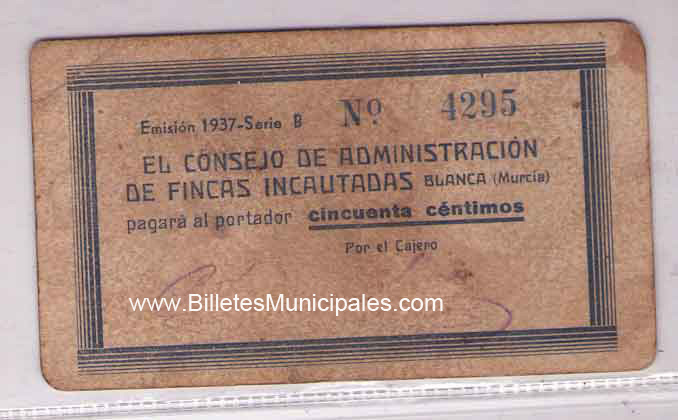 Emisión 1937-Serie B Nº 4295
EL CONSEJO DE ADMINISTRACIÓN
DE FINCAS INCAUTADAS BLANCA (Murcia)
pagará al portador cincuenta céntimos
Por el Cajero
www.BilletesMunicipales.com